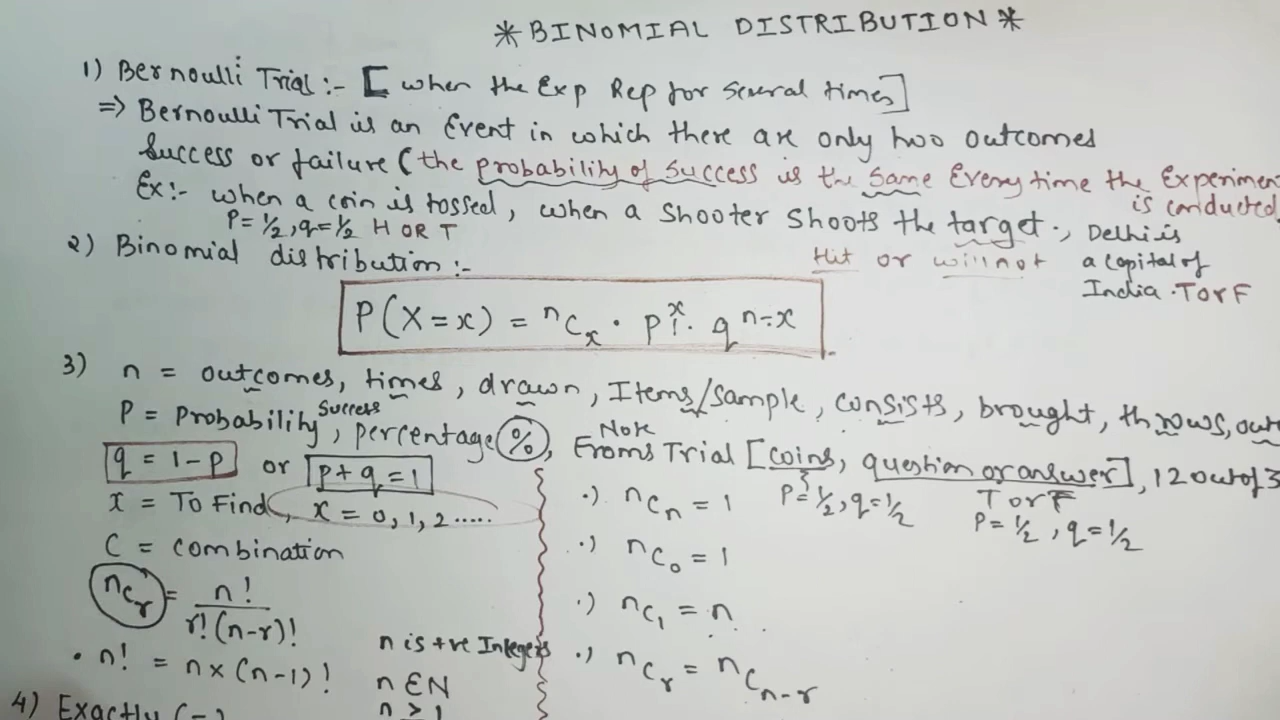 * BINOMIAL DISTRIBUTION *
1) Bernoulli Trial :- [ when the Exp Rep for several times ]
=> Bernoulli Trial is an Event in which there are only two outcomes
Success or failure ( the probability of success is the same Every time the Experimen
is conducted
Ex:- when a coin is tossed, when a shooter shoots the target., Delhi is
P=½, q=½ H OR T
Hit or will not
a capital of
India. T or F
2) Binomial distribution :-
P(X=x) = ⁿCₓ · pˣ · q ⁿ⁻ˣ
3) n = outcomes, times, drawn, Items/sample, consists, brought, throws, out
P = Probability Success, percentage %, From Trial [coins, question or answer], 12 out of 3
Note
q = 1-p or p+q = 1
x = To Find, x = 0, 1, 2 .....
C = combination
ⁿCᵣ = n! / r!(n-r)!
• n! = n×(n-1)!
n is +ve Integers
n ∈ N
n > 1
·) ⁿCₙ = 1
P=½, q=½
T or F
P=½, q=½
·) ⁿC₀ = 1
·) ⁿC₁ = n
·) ⁿCᵣ = ⁿCₙ₋ᵣ
4) Exactly (=)